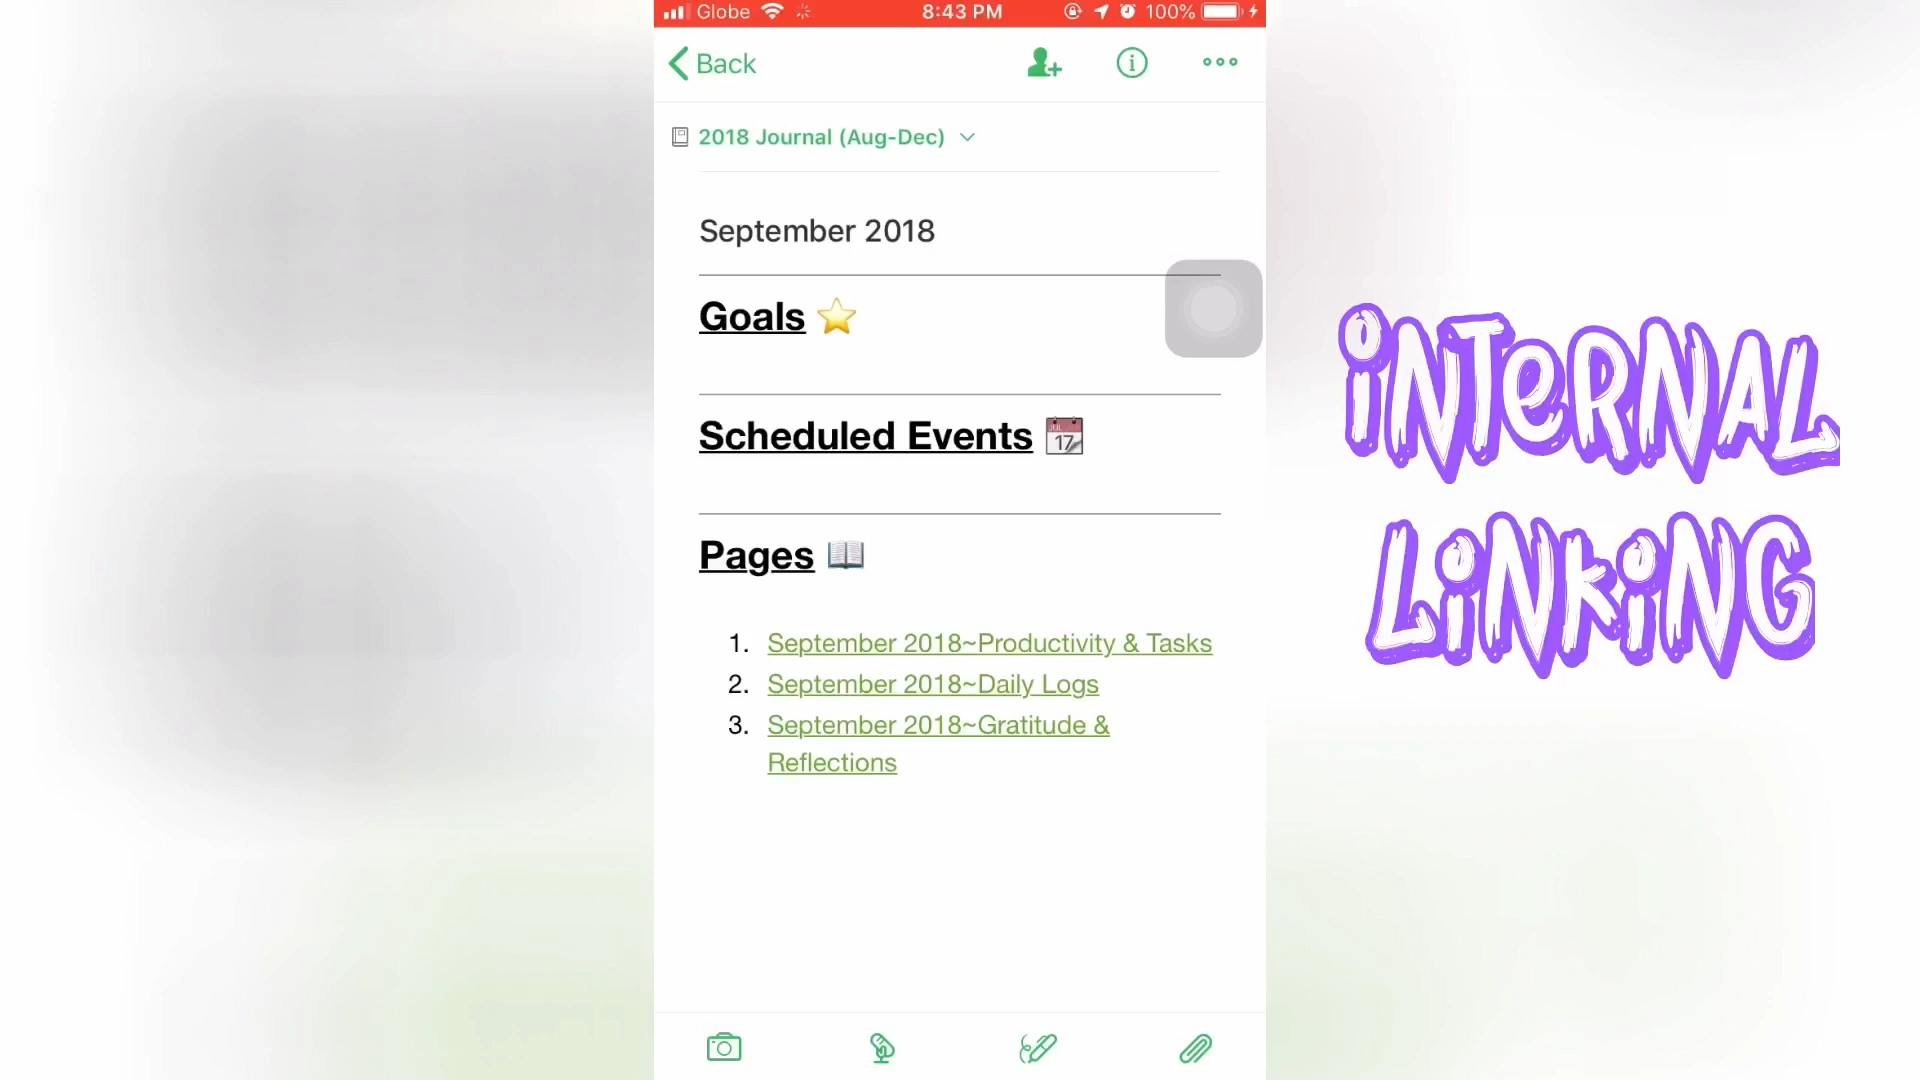 Globe 8:43 PM 100%
Back
2018 Journal (Aug-Dec)
September 2018
Goals
Scheduled Events
JUL
17
Pages
1. September 2018~Productivity & Tasks
2. September 2018~Daily Logs
3. September 2018~Gratitude &
Reflections
iNTeRNAL
LiNKiNG